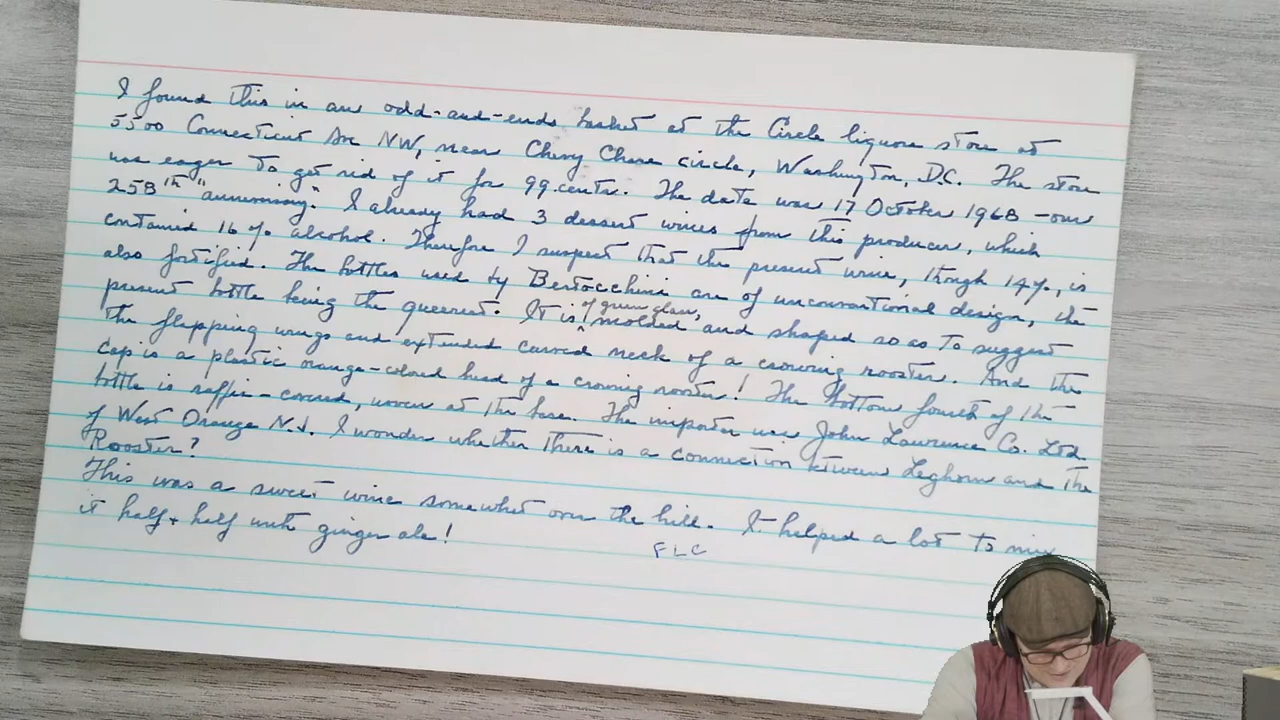 I found this in an odd-and-ends basket at the Circle liquor store at
5500 Connecticut Ave NW, near Chevy Chase circle, Washington, D.C. The store
was eager to get rid of it for 99 cents. The date was 17 October 1968 - our
258th "anniversary." I already had 3 dessert wines from this producer, which
contained 16% alcohol. Therefore I suspect that the present wine, though 14%, is
also fortified. The bottles used by Bertocchini are of unconventional design, the
present bottle being the queerest. It is ^ of green glass, molded and shaped so as to suggest
the flapping wings and extended curved neck of a crowing rooster. And the
cap is a plastic orange-colored head of a crowing rooster! The bottom fourth of the
bottle is raffia-covered, woven at the base. The importer was John Lawrence Co. Ltd
of West Orange N.J. I wonder whether there is a connection between Leghorn and the
Rooster?
This was a sweet wine somewhat over the hill. It helped a lot to mix
it half + half with ginger ale!
FLC